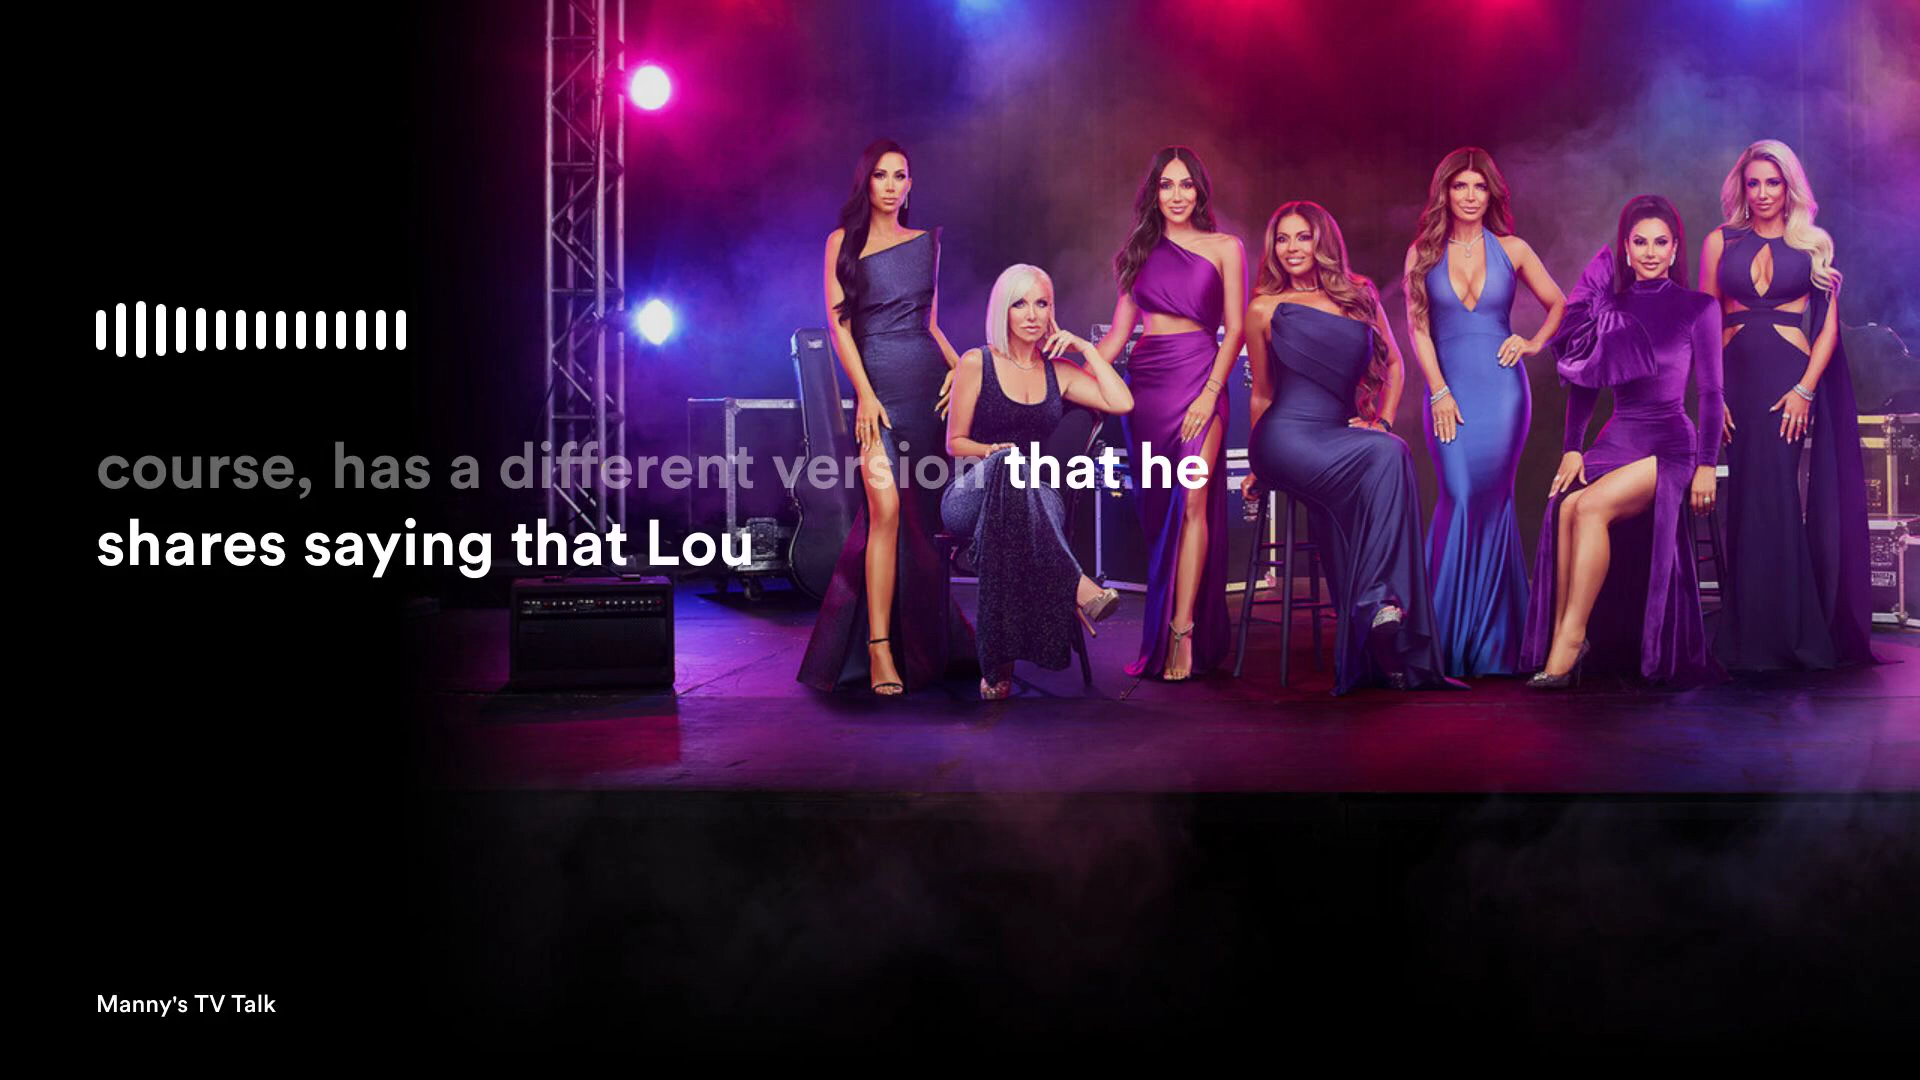 course, has a different version that he
shares saying that Lou
Manny's TV Talk